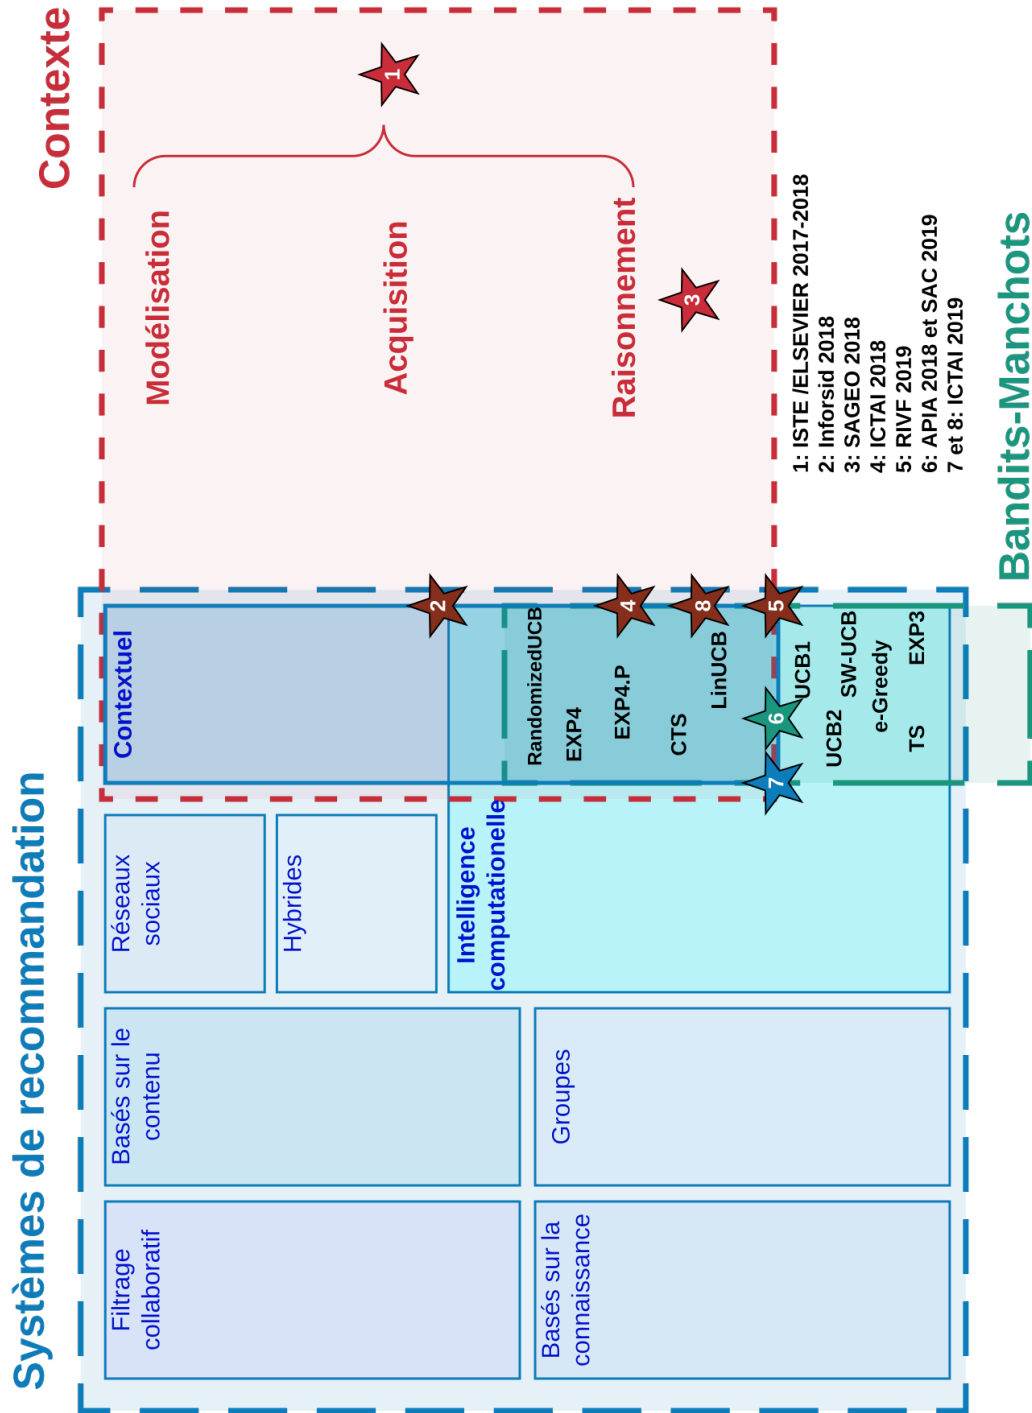 Systèmes de recommandation
Contexte
Filtrage
collaboratif
Basés sur le
contenu
Réseaux
sociaux
Hybrides
Contextuel
Basés sur la
connaissance
Groupes
Intelligence
computationelle
RandomizedUCB
EXP4
EXP4.P
CTS
LinUCB
UCB1
UCB2
SW-UCB
e-Greedy
TS
EXP3
Modélisation
Acquisition
Raisonnement
1
2
3
4
8
5
6
7
1: ISTE /ELSEVIER 2017-2018
2: Inforsid 2018
3: SAGEO 2018
4: ICTAI 2018
5: RIVF 2019
6: APIA 2018 et SAC 2019
7 et 8: ICTAI 2019
Bandits-Manchots